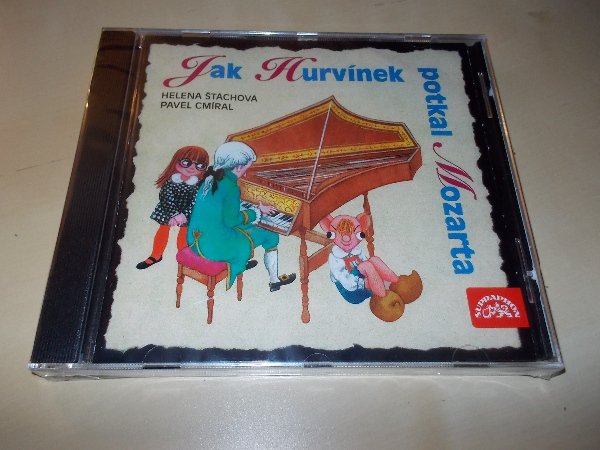 Jak Hurvínek
potkal Mozarta
HELENA ŠTACHOVÁ
PAVEL CMÍRAL
SUPRAPHON